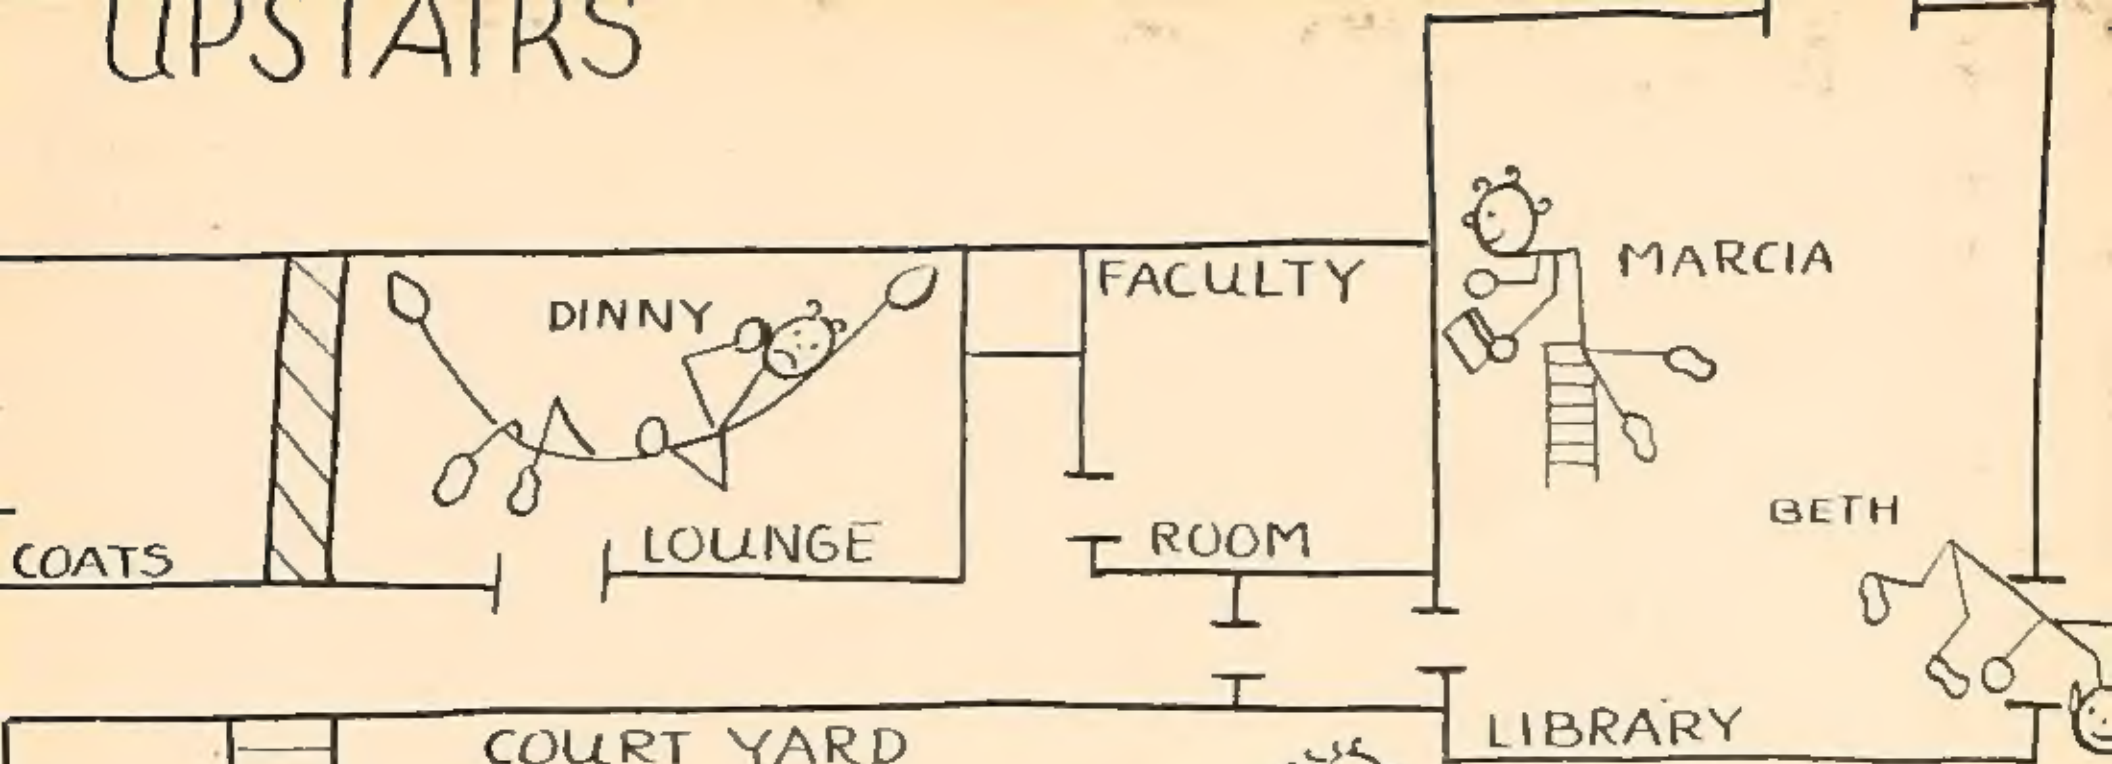 UPSTAIRS
MARCIA
FACULTY
DINNY
BETH
ROOM
LOUNGE
COATS
LIBRARY
COURT YARD